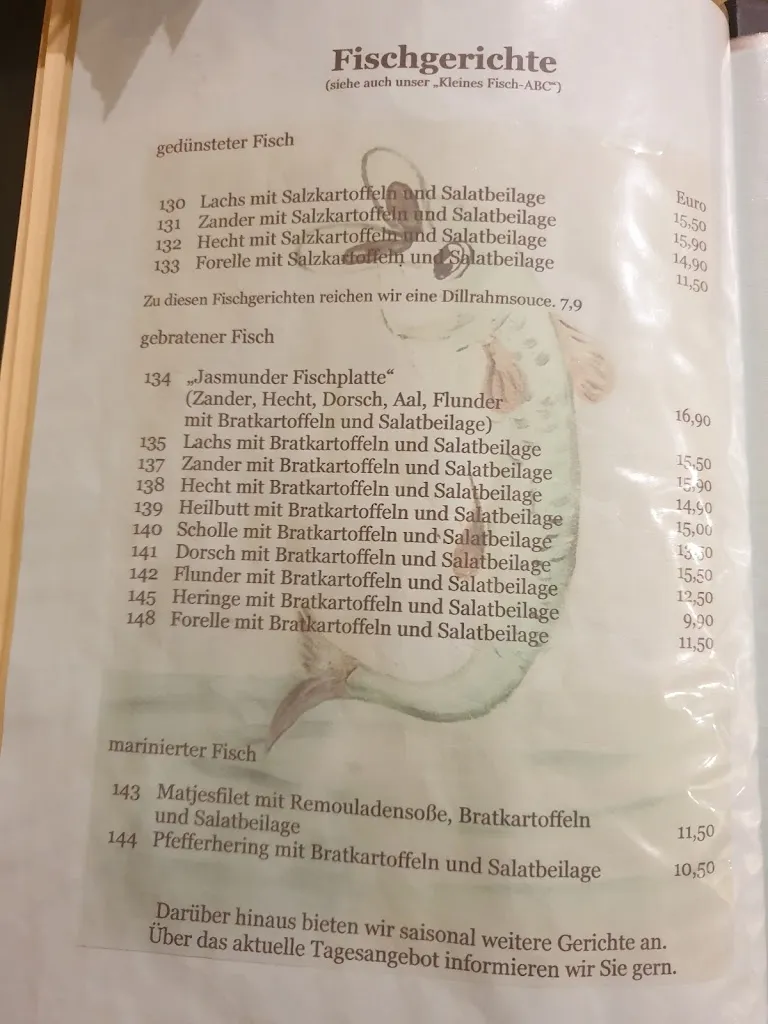 Fischgerichte
(siehe auch unser „Kleines Fisch-ABC“)
gedünsteter Fisch
Euro
130 Lachs mit Salzkartoffeln und Salatbeilage 15,50
131 Zander mit Salzkartoffeln und Salatbeilage 15,90
132 Hecht mit Salzkartoffeln und Salatbeilage 14,90
133 Forelle mit Salzkartoffeln und Salatbeilage 11,50
Zu diesen Fischgerichten reichen wir eine Dillrahmsouce. 7,9
gebratener Fisch
134 „Jasmunder Fischplatte“
(Zander, Hecht, Dorsch, Aal, Flunder
mit Bratkartoffeln und Salatbeilage) 16,90
135 Lachs mit Bratkartoffeln und Salatbeilage 15,50
137 Zander mit Bratkartoffeln und Salatbeilage 15,90
138 Hecht mit Bratkartoffeln und Salatbeilage 14,90
139 Heilbutt mit Bratkartoffeln und Salatbeilage 15,00
140 Scholle mit Bratkartoffeln und Salatbeilage 13,50
141 Dorsch mit Bratkartoffeln und Salatbeilage 15,50
142 Flunder mit Bratkartoffeln und Salatbeilage 12,50
145 Heringe mit Bratkartoffeln und Salatbeilage 9,90
148 Forelle mit Bratkartoffeln und Salatbeilage 11,50
marinierter Fisch
143 Matjesfilet mit Remouladensoße, Bratkartoffeln
und Salatbeilage 11,50
144 Pfefferhering mit Bratkartoffeln und Salatbeilage 10,50
Darüber hinaus bieten wir saisonal weitere Gerichte an.
Über das aktuelle Tagesangebot informieren wir Sie gern.